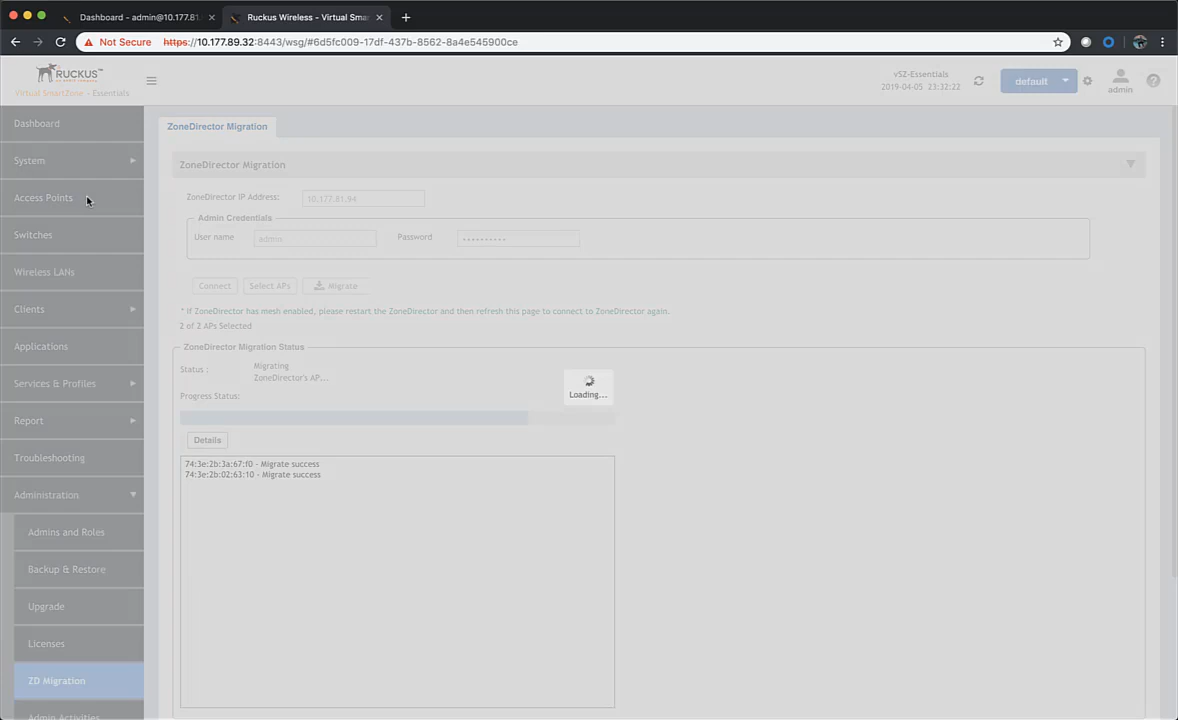 Dashboard - admin@10.177.81.
Ruckus Wireless - Virtual Smar
Not Secure
https://10.177.89.32:8443/wsg/#6d5fc009-17df-437b-8562-8a4e545900ce
RUCKUS™
Virtual SmartZone - Essentials
vSZ-Essentials
2019-04-05 23:32:22
default
admin
Dashboard
System
Access Points
Switches
Wireless LANs
Clients
Applications
Services & Profiles
Report
Troubleshooting
Administration
Admins and Roles
Backup & Restore
Upgrade
Licenses
ZD Migration
Admin Activities
ZoneDirector Migration
ZoneDirector Migration
ZoneDirector IP Address: 10.177.81.94
Admin Credentials
User name admin Password ••••••••••
Connect Select APs Migrate
* If ZoneDirector has mesh enabled, please restart the ZoneDirector and then refresh this page to connect to ZoneDirector again.
2 of 2 APs Selected
ZoneDirector Migration Status
Status : Migrating
ZoneDirector's AP...
Progress Status:
Loading...
Details
74:3e:2b:3a:67:f0 - Migrate success
74:3e:2b:02:63:10 - Migrate success